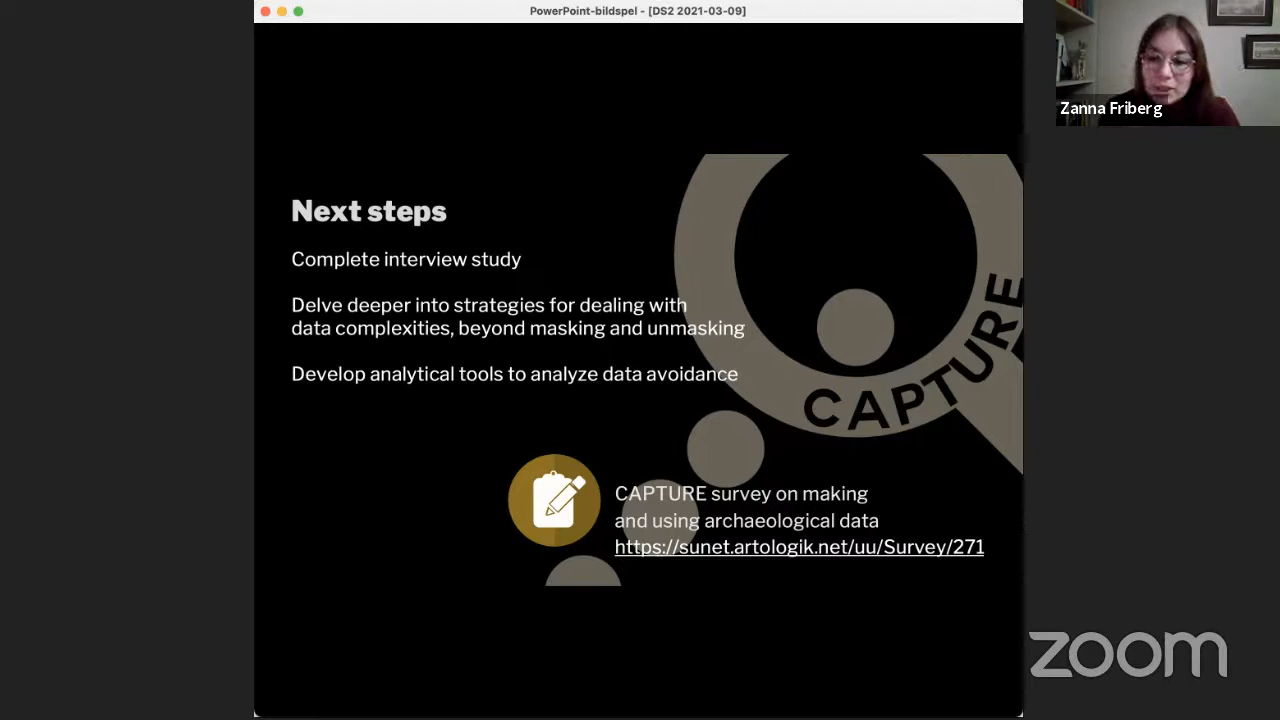 PowerPoint-bildspel - [DS2 2021-03-09]
Zanna Friberg
Next steps
Complete interview study
Delve deeper into strategies for dealing with
data complexities, beyond masking and unmasking
Develop analytical tools to analyze data avoidance
CAPTURE
CAPTURE survey on making
and using archaeological data
https://sunet.artologik.net/uu/Survey/271
zoom